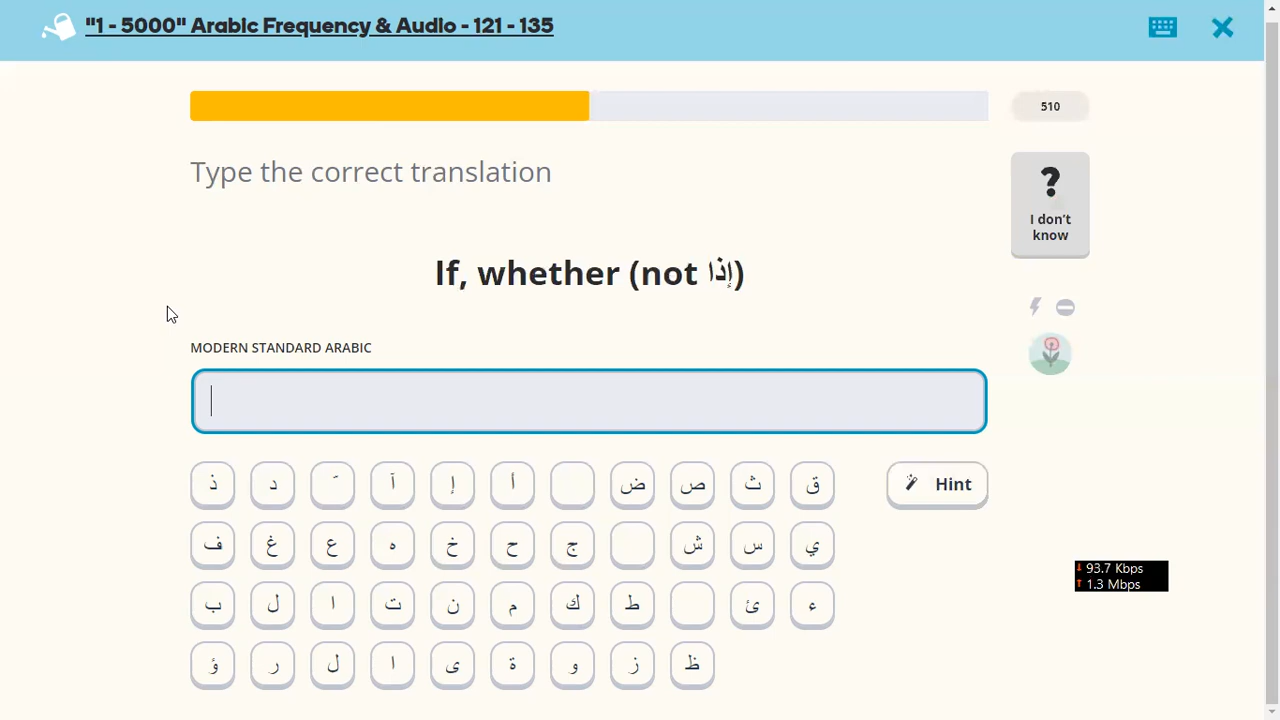 "1 - 5000" Arabic Frequency & Audio - 121 - 135
510
Type the correct translation
?
I don't know
If, whether (not إذا)
MODERN STANDARD ARABIC
ذ د َ آ إ أ ض ص ث ق
Hint
ف غ ع ه خ ح ج ش س ي
93.7 Kbps
1.3 Mbps
ب ل ا ت ن م ك ط ئ ء
ؤ ر ل ا ى ة و ز ظ